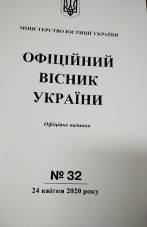 МІНІСТЕРСТВО ЮСТИЦІЇ УКРАЇНИ
ОФІЦІЙНИЙ
ВІСНИК
УКРАЇНИ
Офіційне видання
№ 32
24 квітня 2020 року